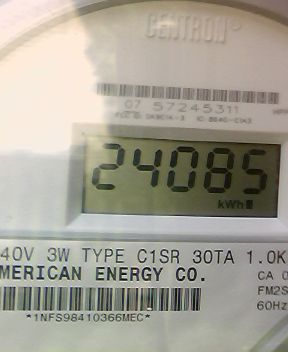 CENTRON®
07 57245311
24085
kWh
40V 3W TYPE C1SR 30TA 1.0K
MERICAN ENERGY CO.
CA 0
FM2S
60Hz
*1NFS98410366MEC*